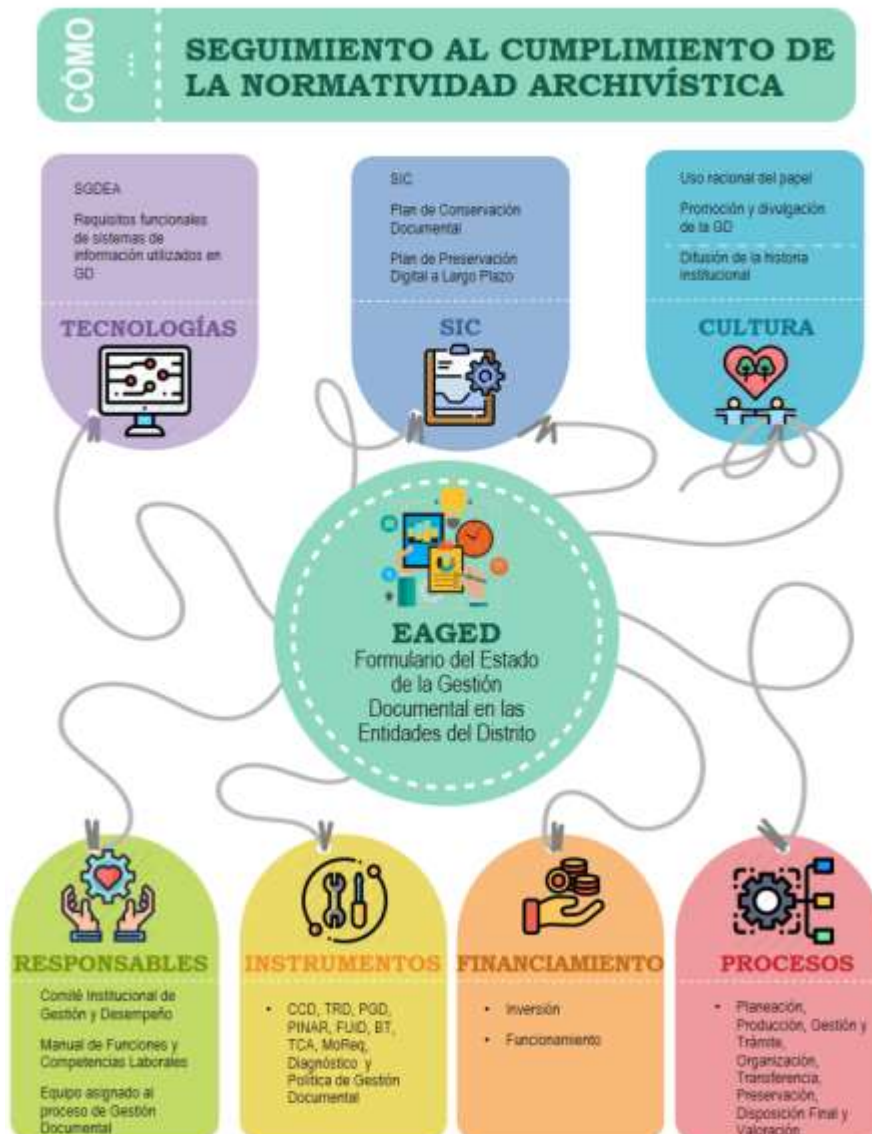 CÓMO
...
SEGUIMIENTO AL CUMPLIMIENTO DE
LA NORMATIVIDAD ARCHIVÍSTICA
SGDEA
Requisitos funcionales
de sistemas de
información utilizados en
GD
TECNOLOGÍAS
SIC
Plan de Conservación
Documental
Plan de Preservación
Digital a Largo Plazo
SIC
Uso racional del papel
Promoción y divulgación
de la GD
Difusión de la historia
institucional
CULTURA
EAGED
Formulario del Estado
de la Gestión
Documental en las
Entidades del Distrito
RESPONSABLES
Comité Institucional de
Gestión y Desempeño
Manual de Funciones y
Competencias Laborales
Equipo asignado al
proceso de Gestión
Documental
INSTRUMENTOS
• CCD, TRD, PGD,
PINAR, FUID, BT,
TCA, MoReq,
Diagnóstico y
Política de Gestión
Documental
FINANCIAMIENTO
• Inversión
• Funcionamiento
PROCESOS
• Planeación,
Producción, Gestión y
Trámite,
Organización,
Transferencia,
Preservación,
Disposición Final y
Valoración